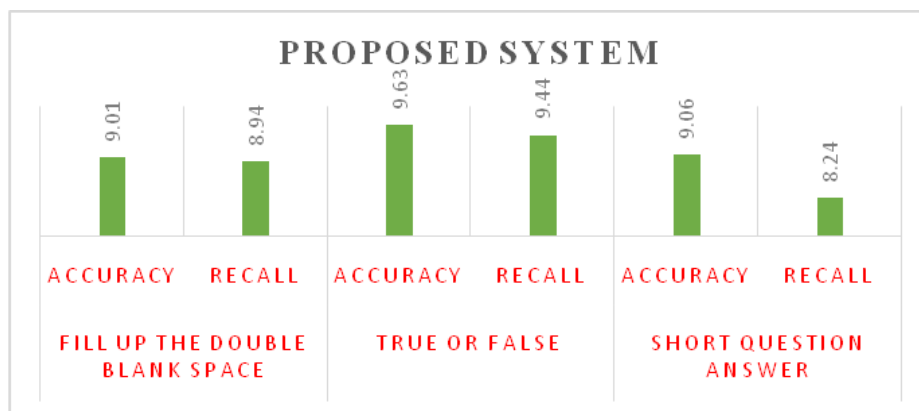 PROPOSED SYSTEM
9.01
8.94
9.63
9.44
9.06
8.24
ACCURACY
RECALL
ACCURACY
RECALL
ACCURACY
RECALL
FILL UP THE DOUBLE
BLANK SPACE
TRUE OR FALSE
SHORT QUESTION
ANSWER